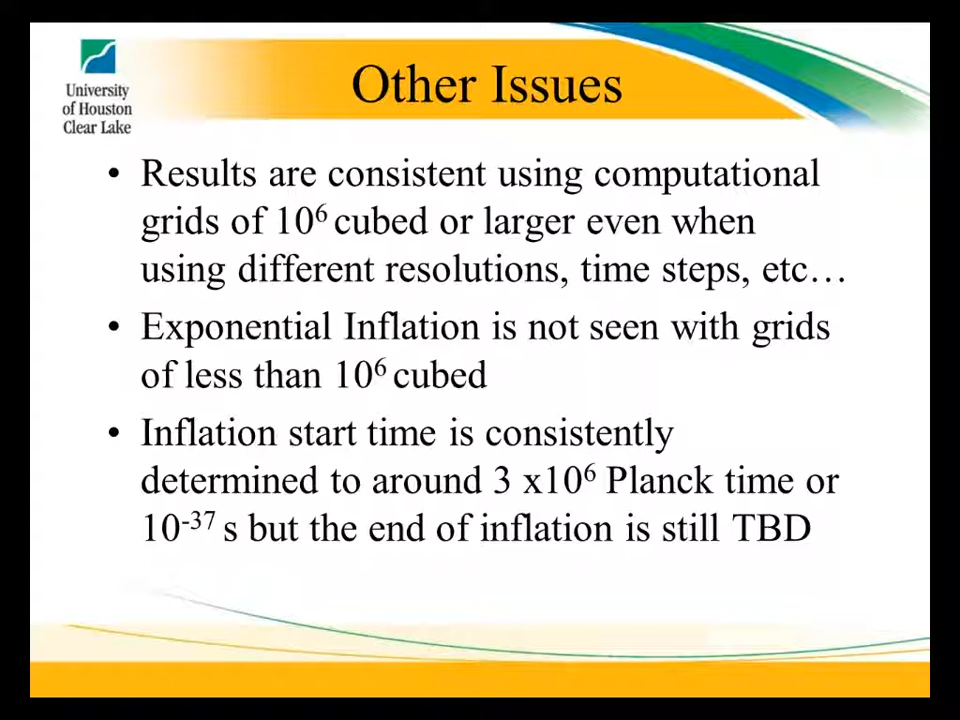 University
of Houston
Clear Lake
Other Issues
• Results are consistent using computational
grids of 10⁶ cubed or larger even when
using different resolutions, time steps, etc…
• Exponential Inflation is not seen with grids
of less than 10⁶ cubed
• Inflation start time is consistently
determined to around 3 x10⁶ Planck time or
10⁻³⁷ s but the end of inflation is still TBD